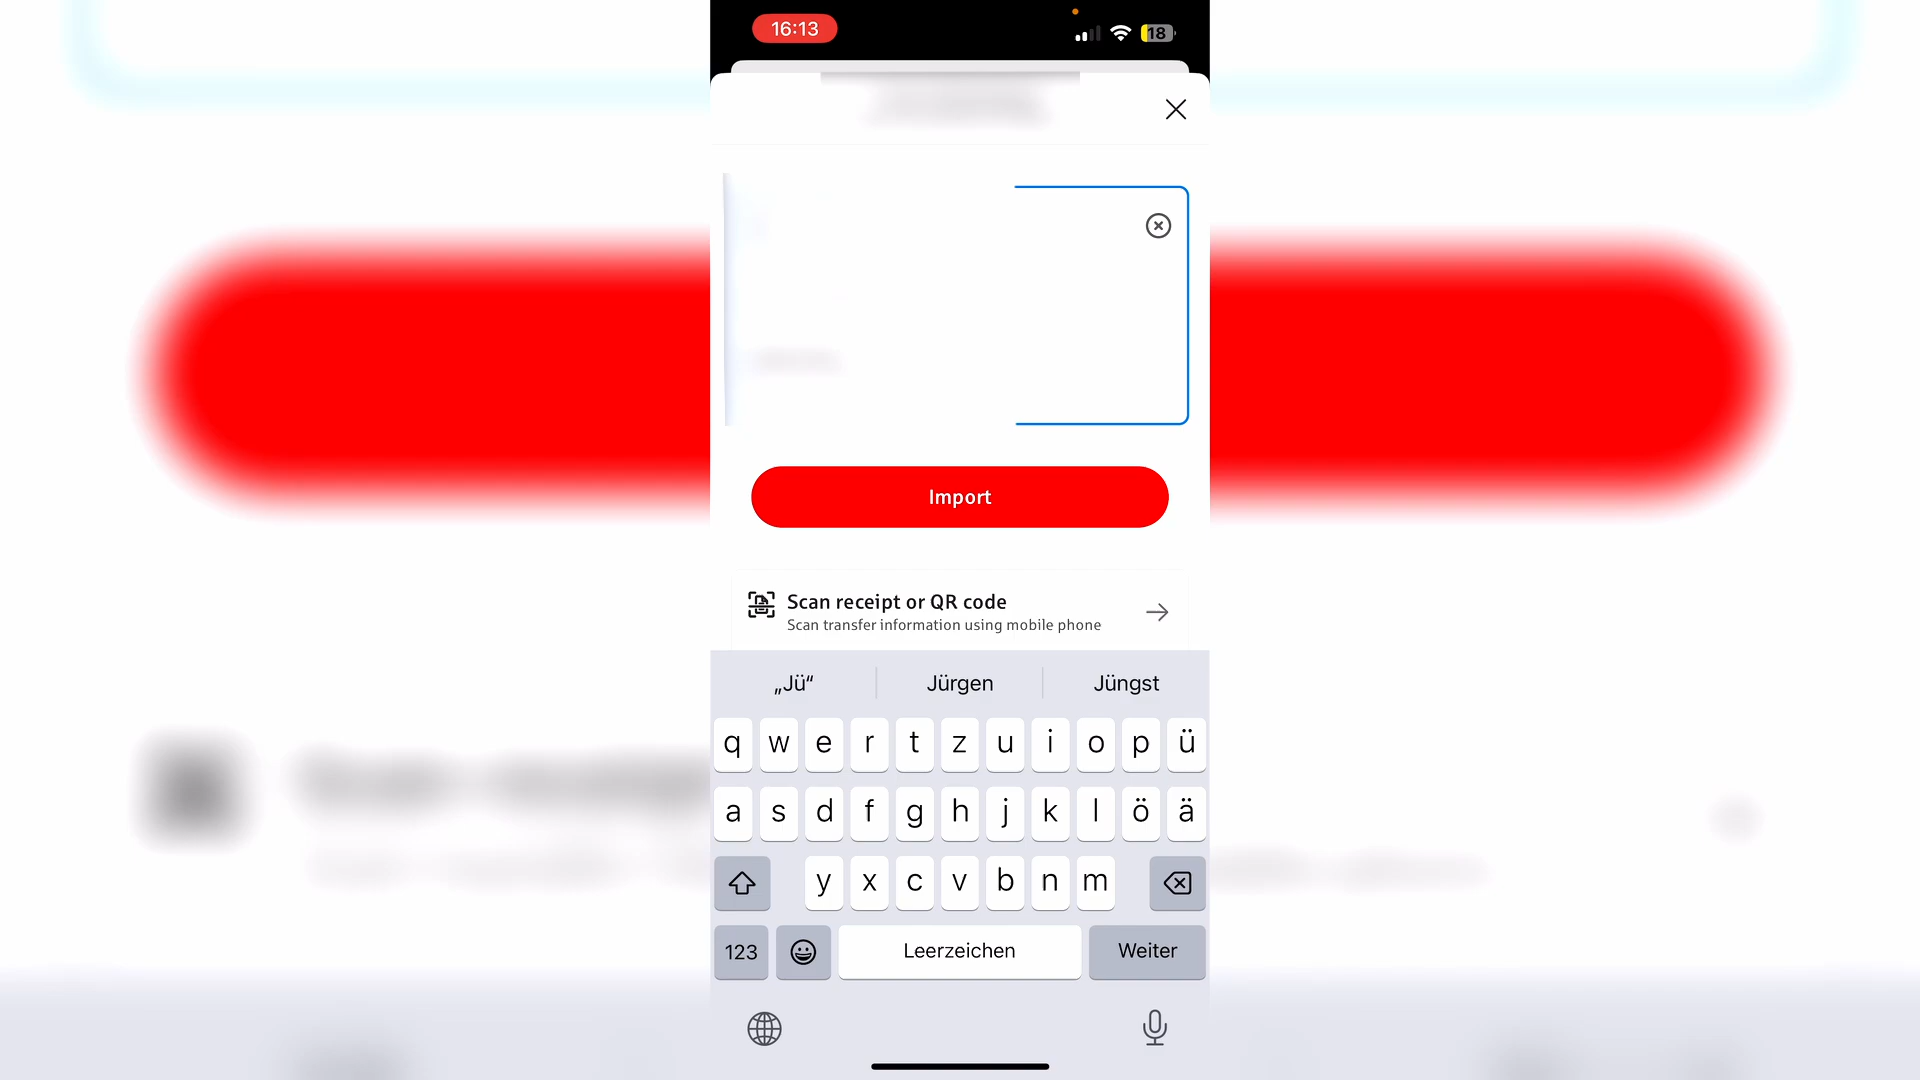 16:13
18
Import
Scan receipt or QR code
Scan transfer information using mobile phone
„Jü“ Jürgen Jüngst
q w e r t z u i o p ü
a s d f g h j k l ö ä
y x c v b n m
123 Leerzeichen Weiter